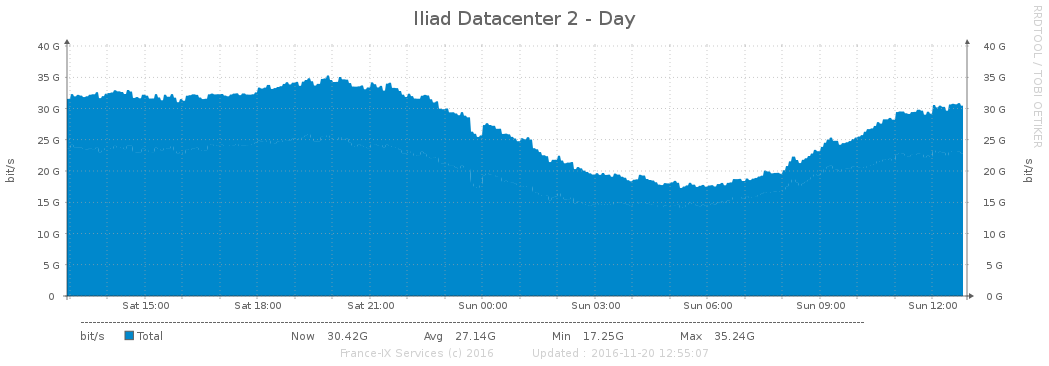 Iliad Datacenter 2 - Day
RRDTOOL / TOBI OETIKER
bit/s
40 G 40 G
35 G 35 G
30 G 30 G
25 G 25 G
20 G 20 G
15 G 15 G
10 G 10 G
5 G 5 G
0 0 G
bit/s
Sat 15:00 Sat 18:00 Sat 21:00 Sun 00:00 Sun 03:00 Sun 06:00 Sun 09:00 Sun 12:00
bit/s Total Now 30.42G Avg 27.14G Min 17.25G Max 35.24G
France-IX Services (c) 2016 Updated : 2016-11-20 12:55:07